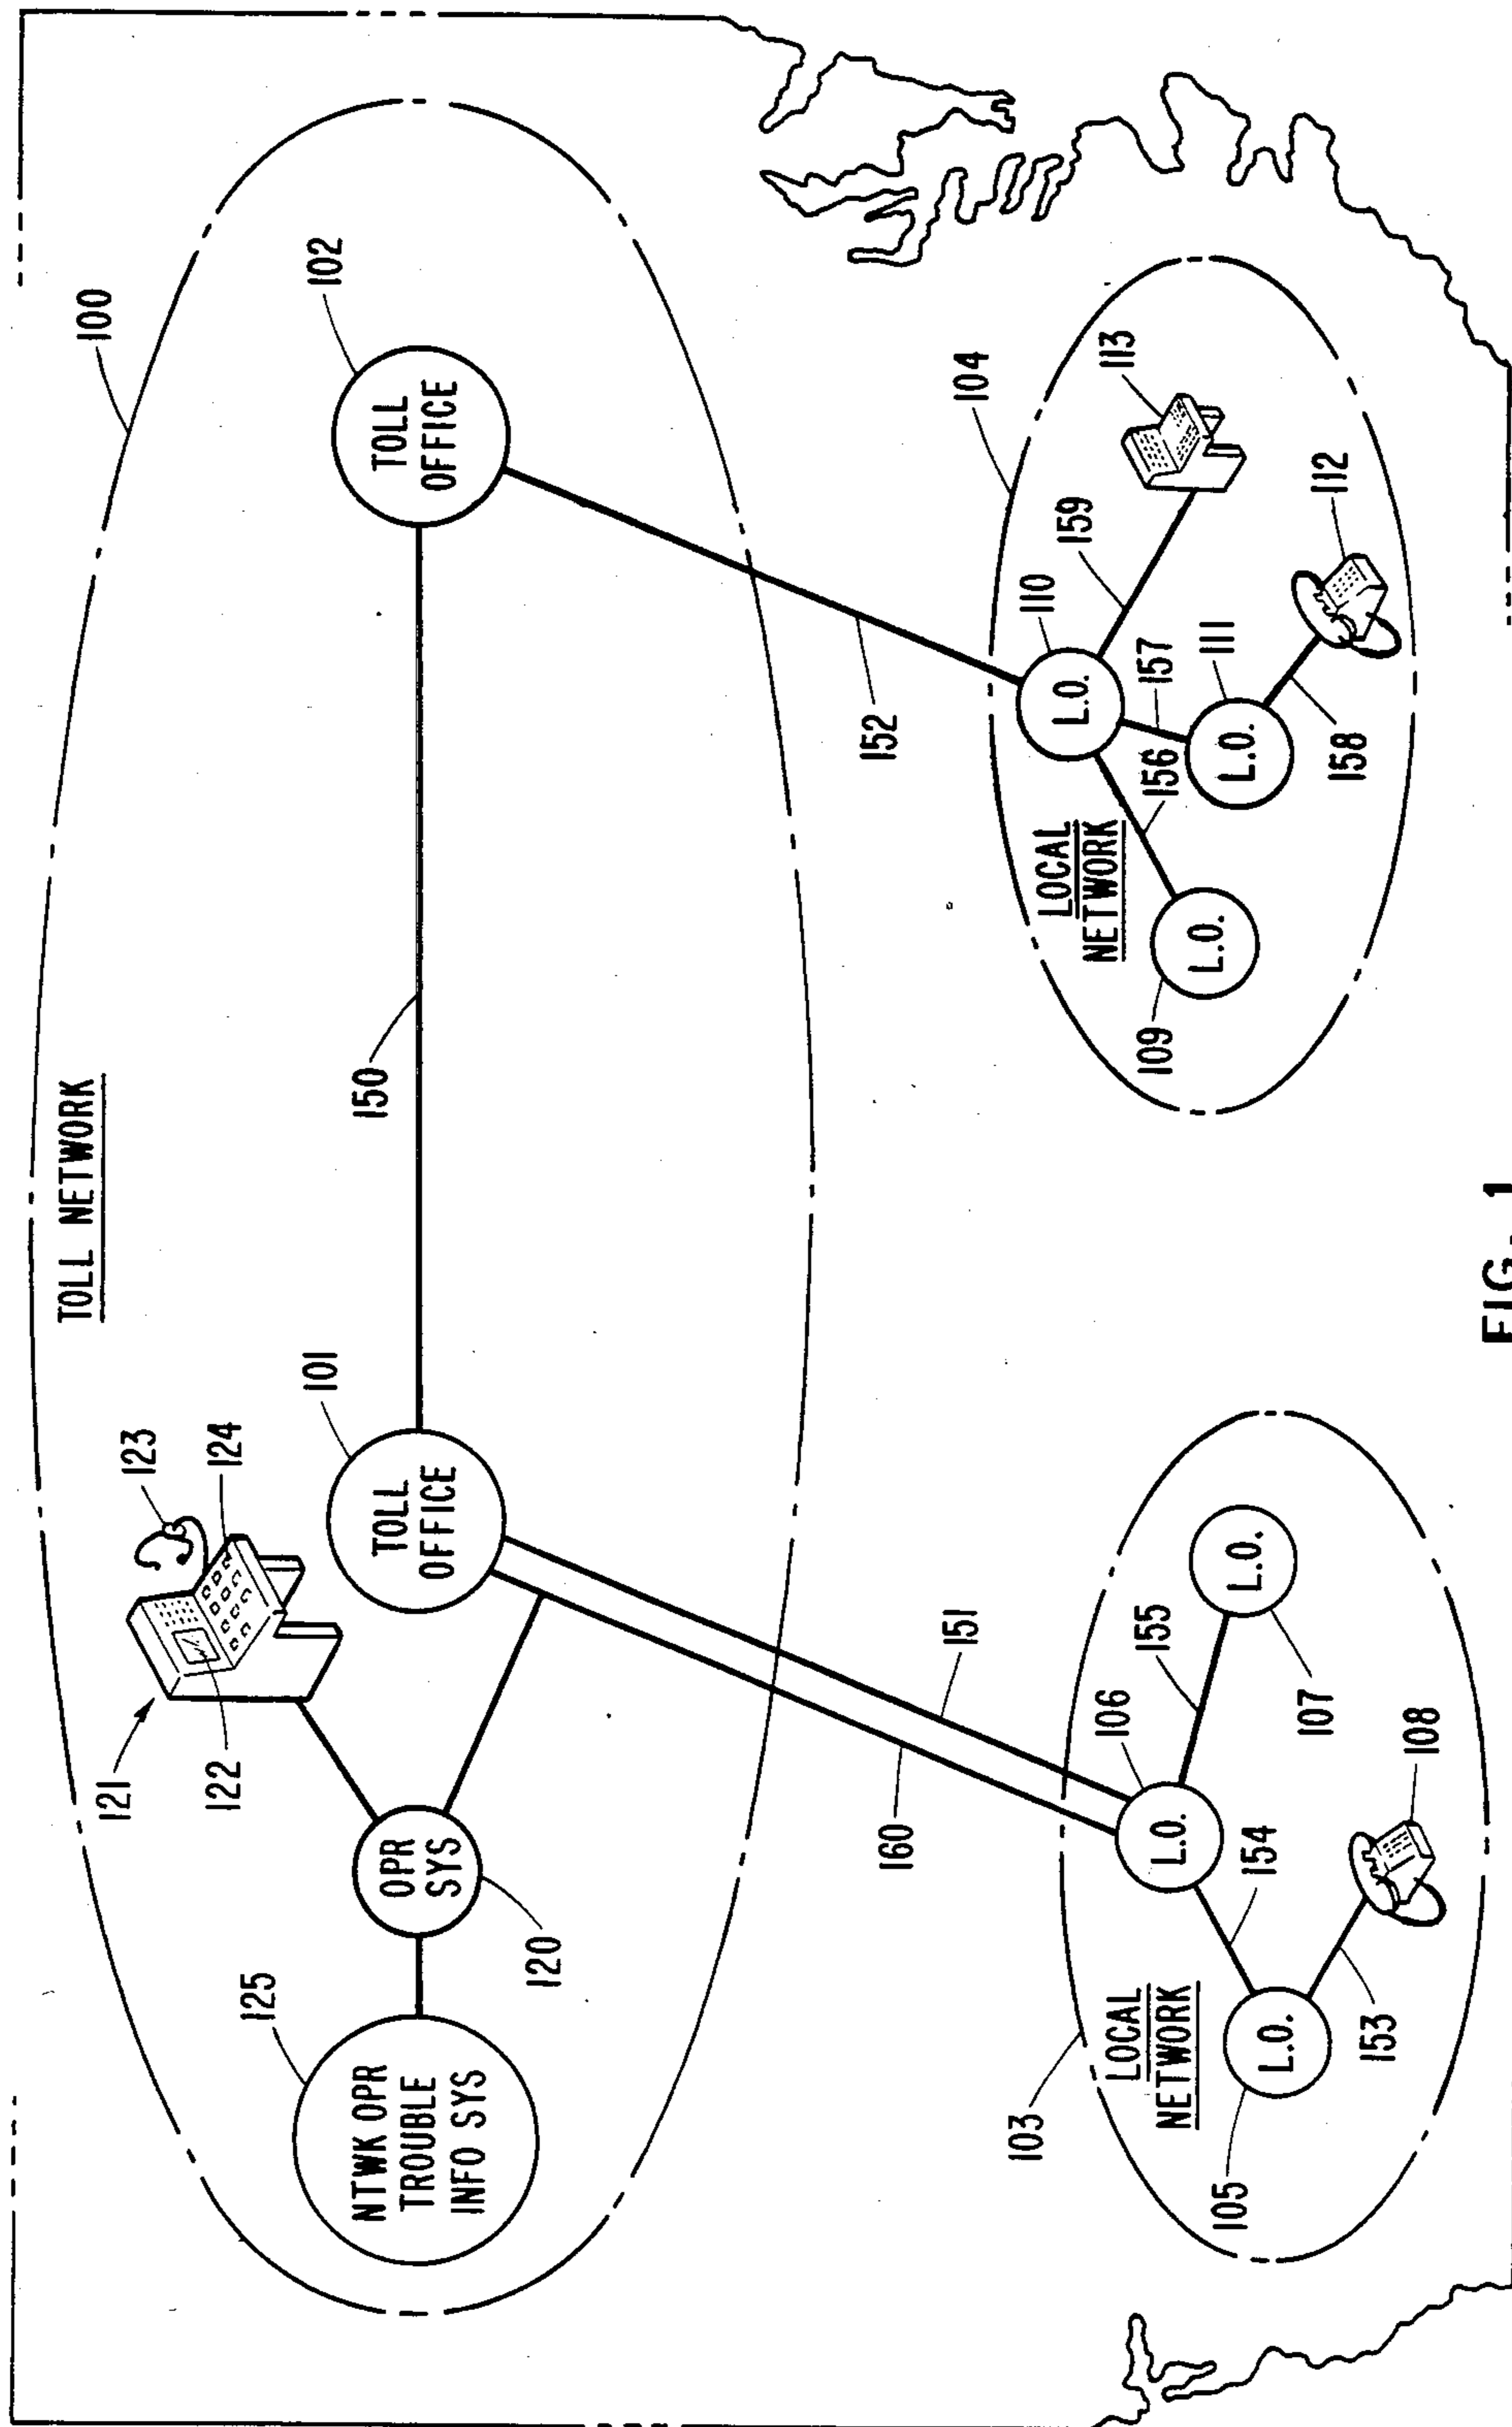 TOLL NETWORK
100
102
TOLL
OFFICE
150
101
TOLL
OFFICE
123
124
121
122
OPR
SYS
120
125
NTWK OPR
TROUBLE
INFO SYS
152
151
160
104
113
159
110
L.O.
112
157
111
L.O.
156
158
LOCAL
NETWORK
L.O.
109
103
106
L.O.
155
L.O.
107
154
108
LOCAL
NETWORK
L.O.
153
105
FIG. 1